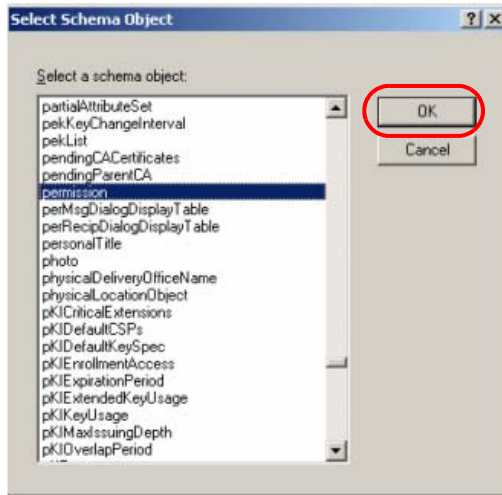 Select Schema Object
Select a schema object:
partialAttributeSet
pekKeyChangeInterval
pekList
pendingCACertificates
pendingParentCA
permission
perMsgDialogDisplayTable
perRecipDialogDisplayTable
personalTitle
photo
physicalDeliveryOfficeName
physicalLocationObject
pKICriticalExtensions
pKIDefaultCSPs
pKIDefaultKeySpec
pKIEnrollmentAccess
pKIExpirationPeriod
pKIExtendedKeyUsage
pKIKeyUsage
pKIMaxIssuingDepth
pKIOverlapPeriod
OK
Cancel